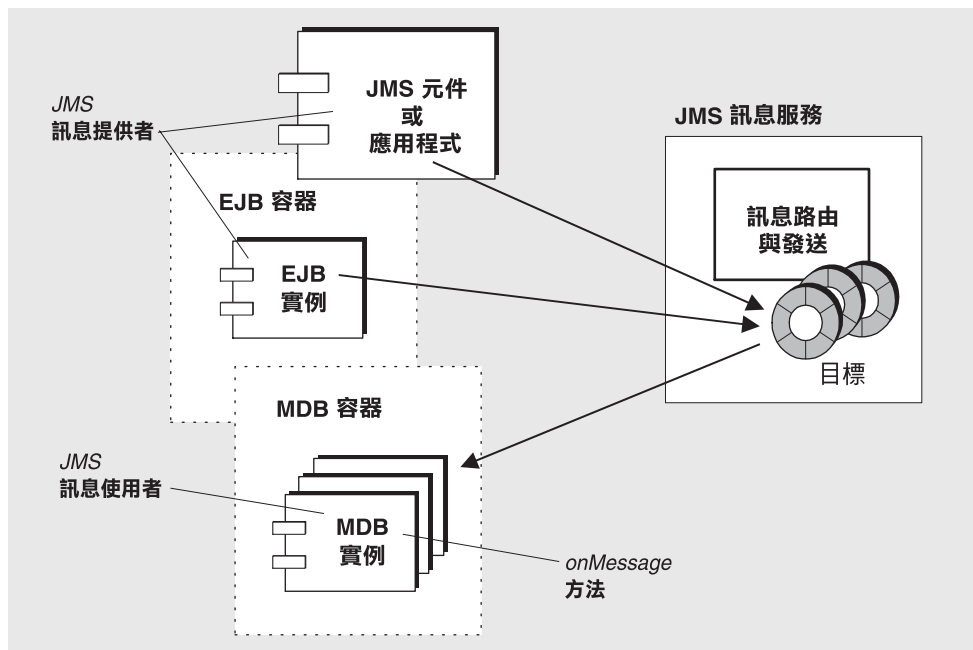 JMS 元件
或
應用程式
JMS
訊息提供者
JMS 訊息服務
訊息路由
與發送
目標
EJB 容器
EJB
實例
MDB 容器
JMS
訊息使用者
MDB
實例
onMessage
方法